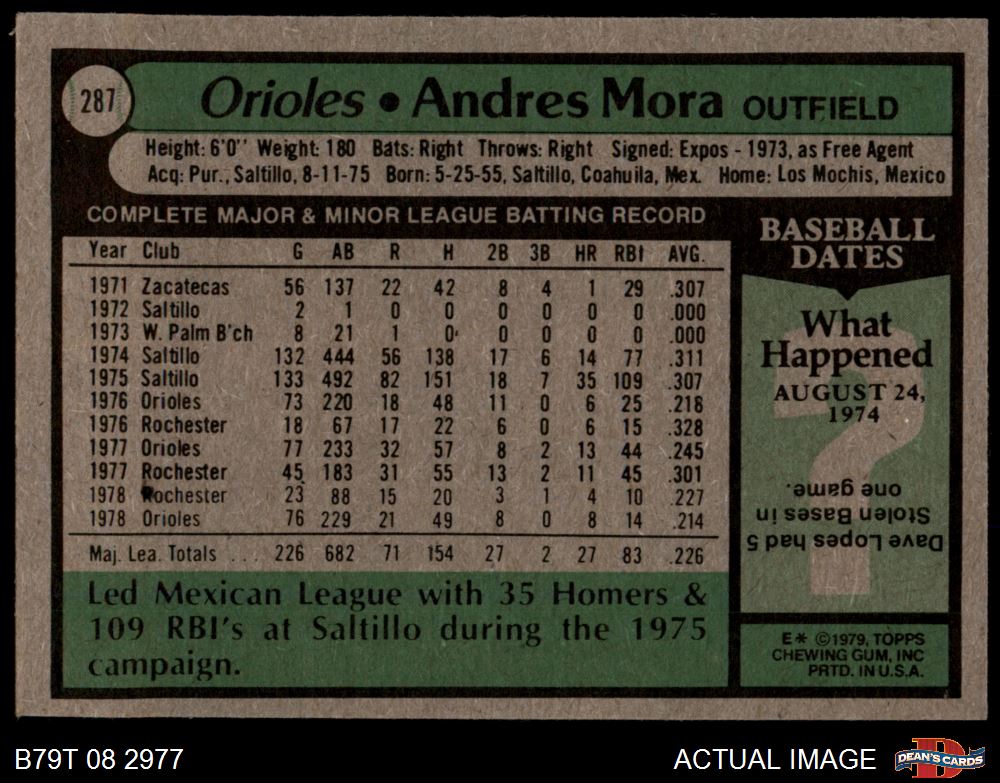 287
Orioles • Andres Mora OUTFIELD
Height: 6'0'' Weight: 180 Bats: Right Throws: Right Signed: Expos - 1973, as Free Agent
Acq: Pur., Saltillo, 8-11-75 Born: 5-25-55, Saltillo, Coahuila, Mex. Home: Los Mochis, Mexico
COMPLETE MAJOR & MINOR LEAGUE BATTING RECORD
Year Club G AB R H 2B 3B HR RBI AVG.
1971 Zacatecas 56 137 22 42 8 4 1 29 .307
1972 Saltillo 2 1 0 0 0 0 0 0 .000
1973 W. Palm B'ch 8 21 1 0 0 0 0 0 .000
1974 Saltillo 132 444 56 138 17 6 14 77 .311
1975 Saltillo 133 492 82 151 18 7 35 109 .307
1976 Orioles 73 220 18 48 11 0 6 25 .218
1976 Rochester 18 67 17 22 6 0 6 15 .328
1977 Orioles 77 233 32 57 8 2 13 44 .245
1977 Rochester 45 183 31 55 13 2 11 45 .301
1978 Rochester 23 88 15 20 3 1 4 10 .227
1978 Orioles 76 229 21 49 8 0 8 14 .214
Maj. Lea. Totals ... 226 682 71 154 27 2 27 83 .226
Led Mexican League with 35 Homers &
109 RBI's at Saltillo during the 1975
campaign.
BASEBALL
DATES
What
Happened
AUGUST 24,
1974
?
Dave Lopes had 5
Stolen Bases in
one game.
E* ©1979, TOPPS
CHEWING GUM, INC
PRTD. IN U.S.A.
B79T 08 2977
ACTUAL IMAGE
D
DEAN'S CARDS